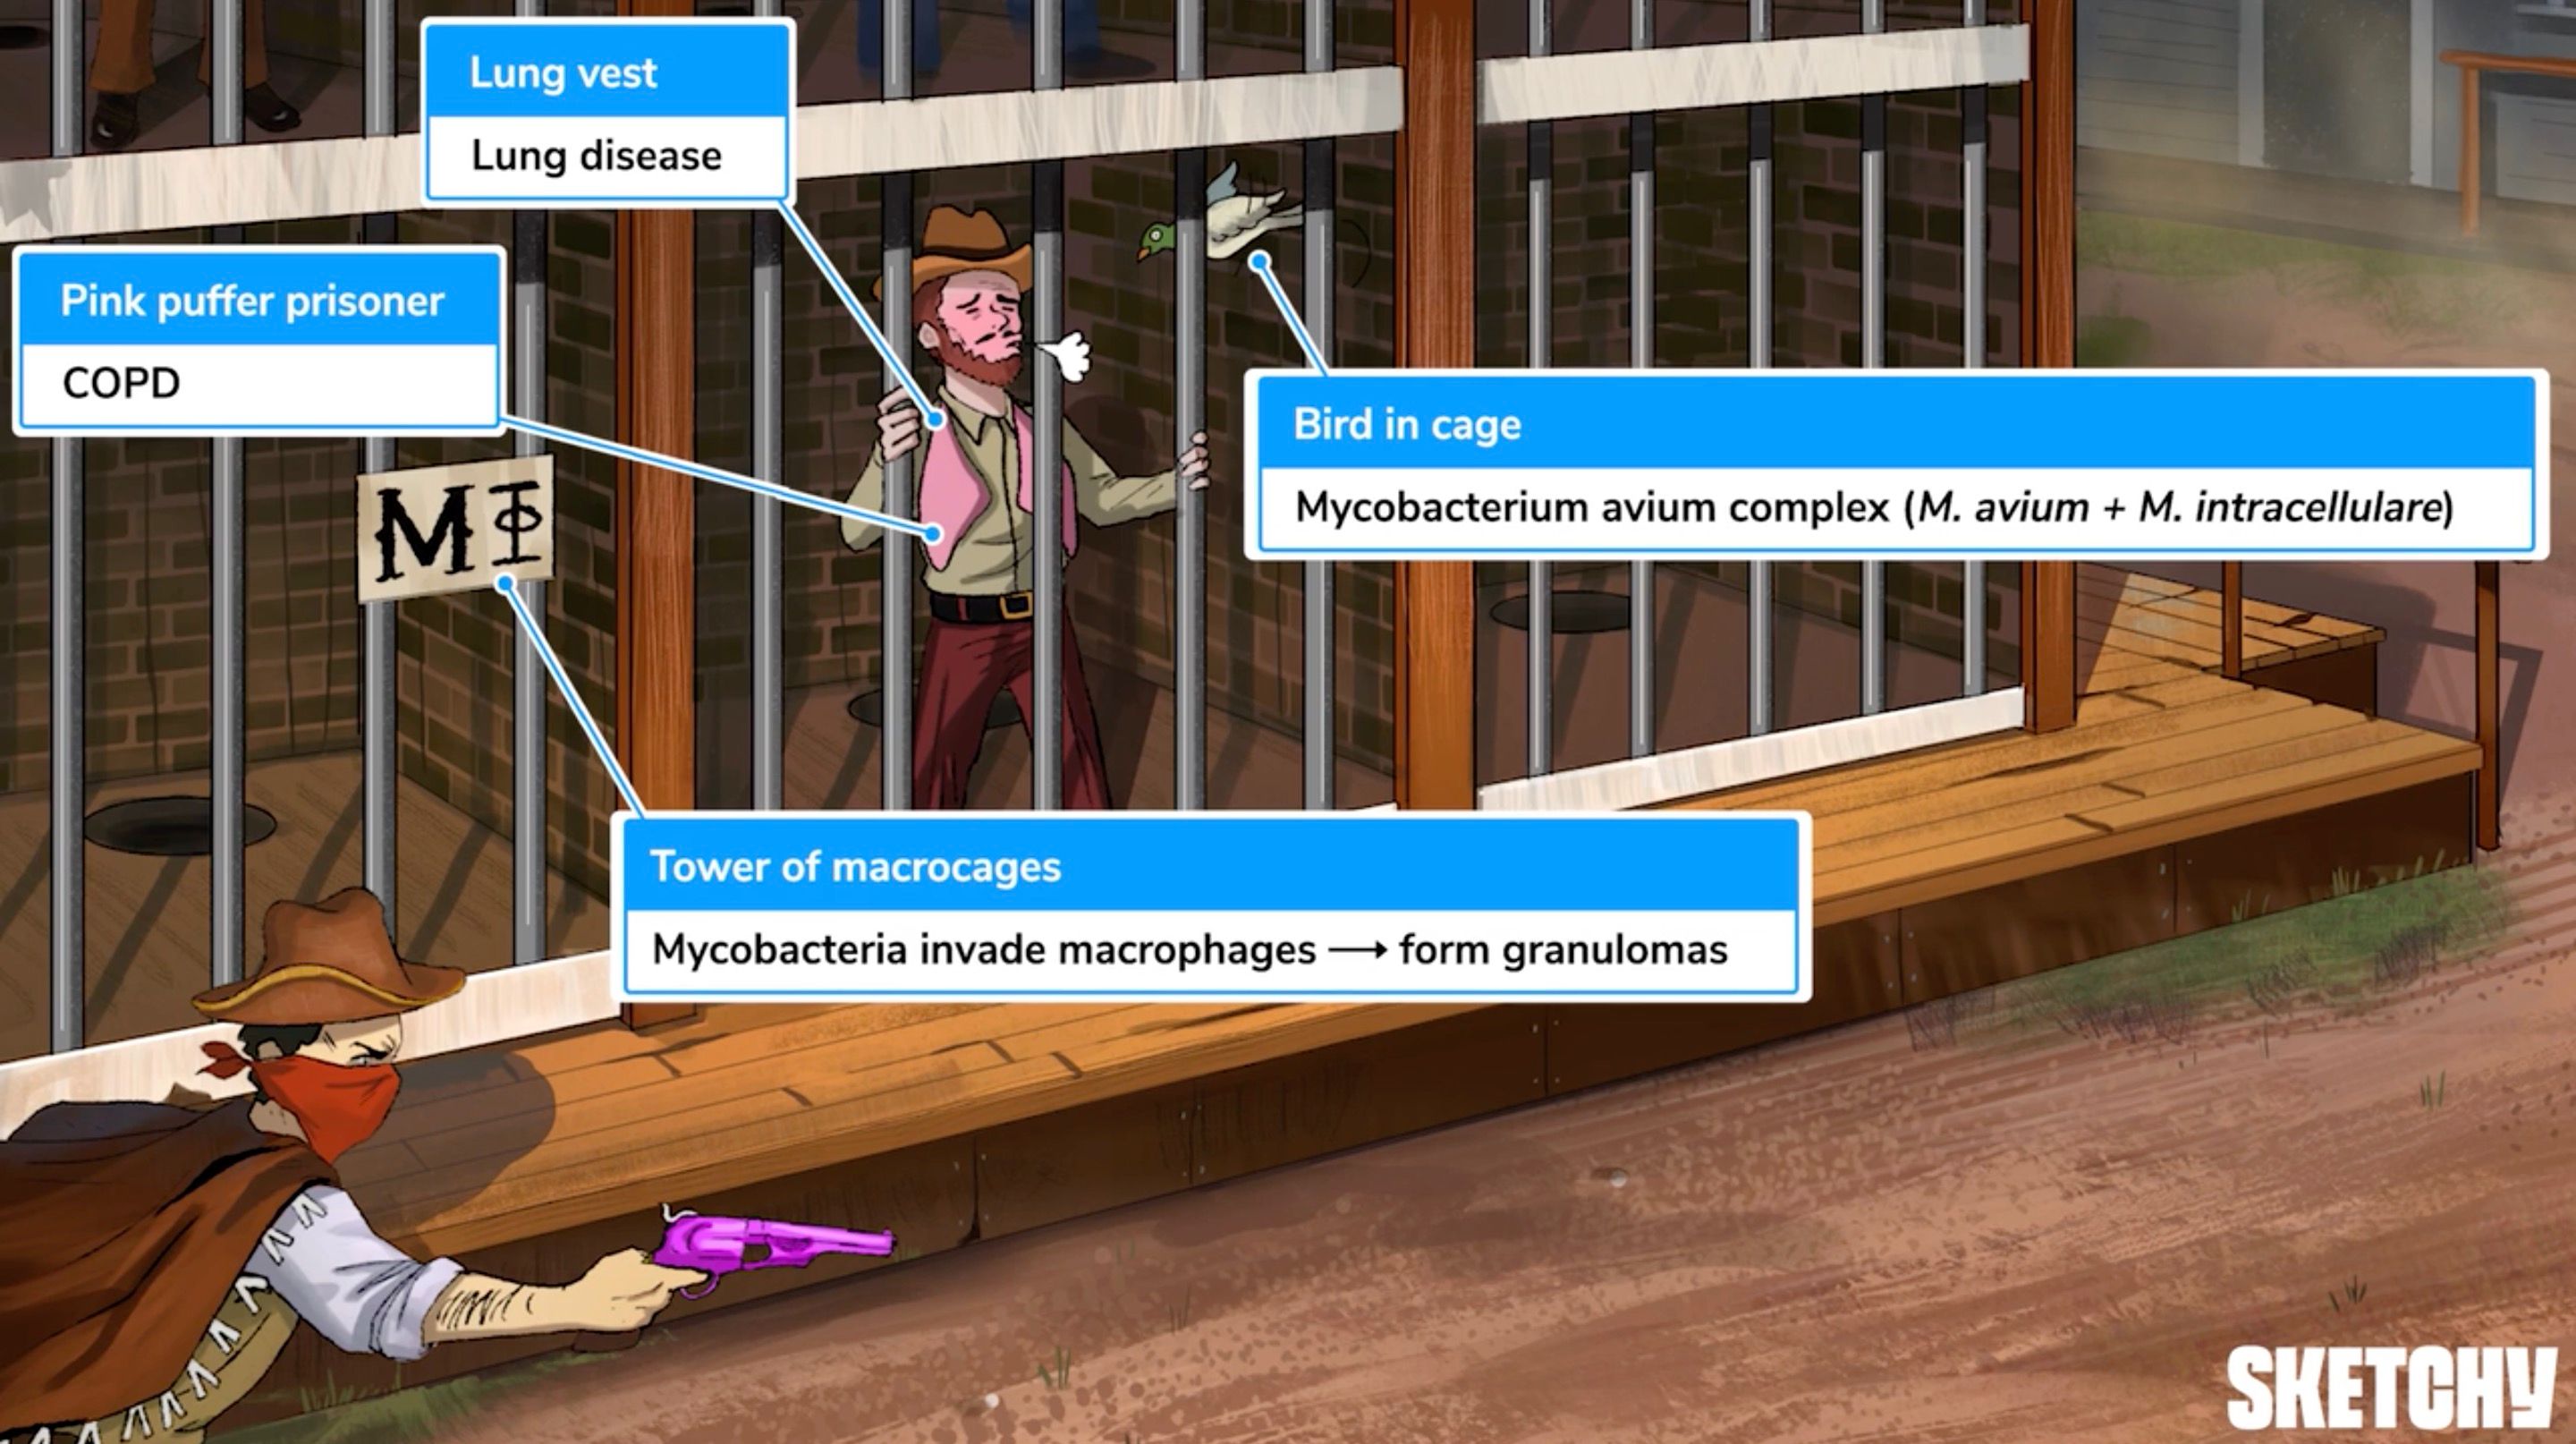 Lung vest
Lung disease
Pink puffer prisoner
COPD
Bird in cage
Mycobacterium avium complex (M. avium + M. intracellulare)
MΦ
Tower of macrocages
Mycobacteria invade macrophages ⟶ form granulomas
SKETCHY